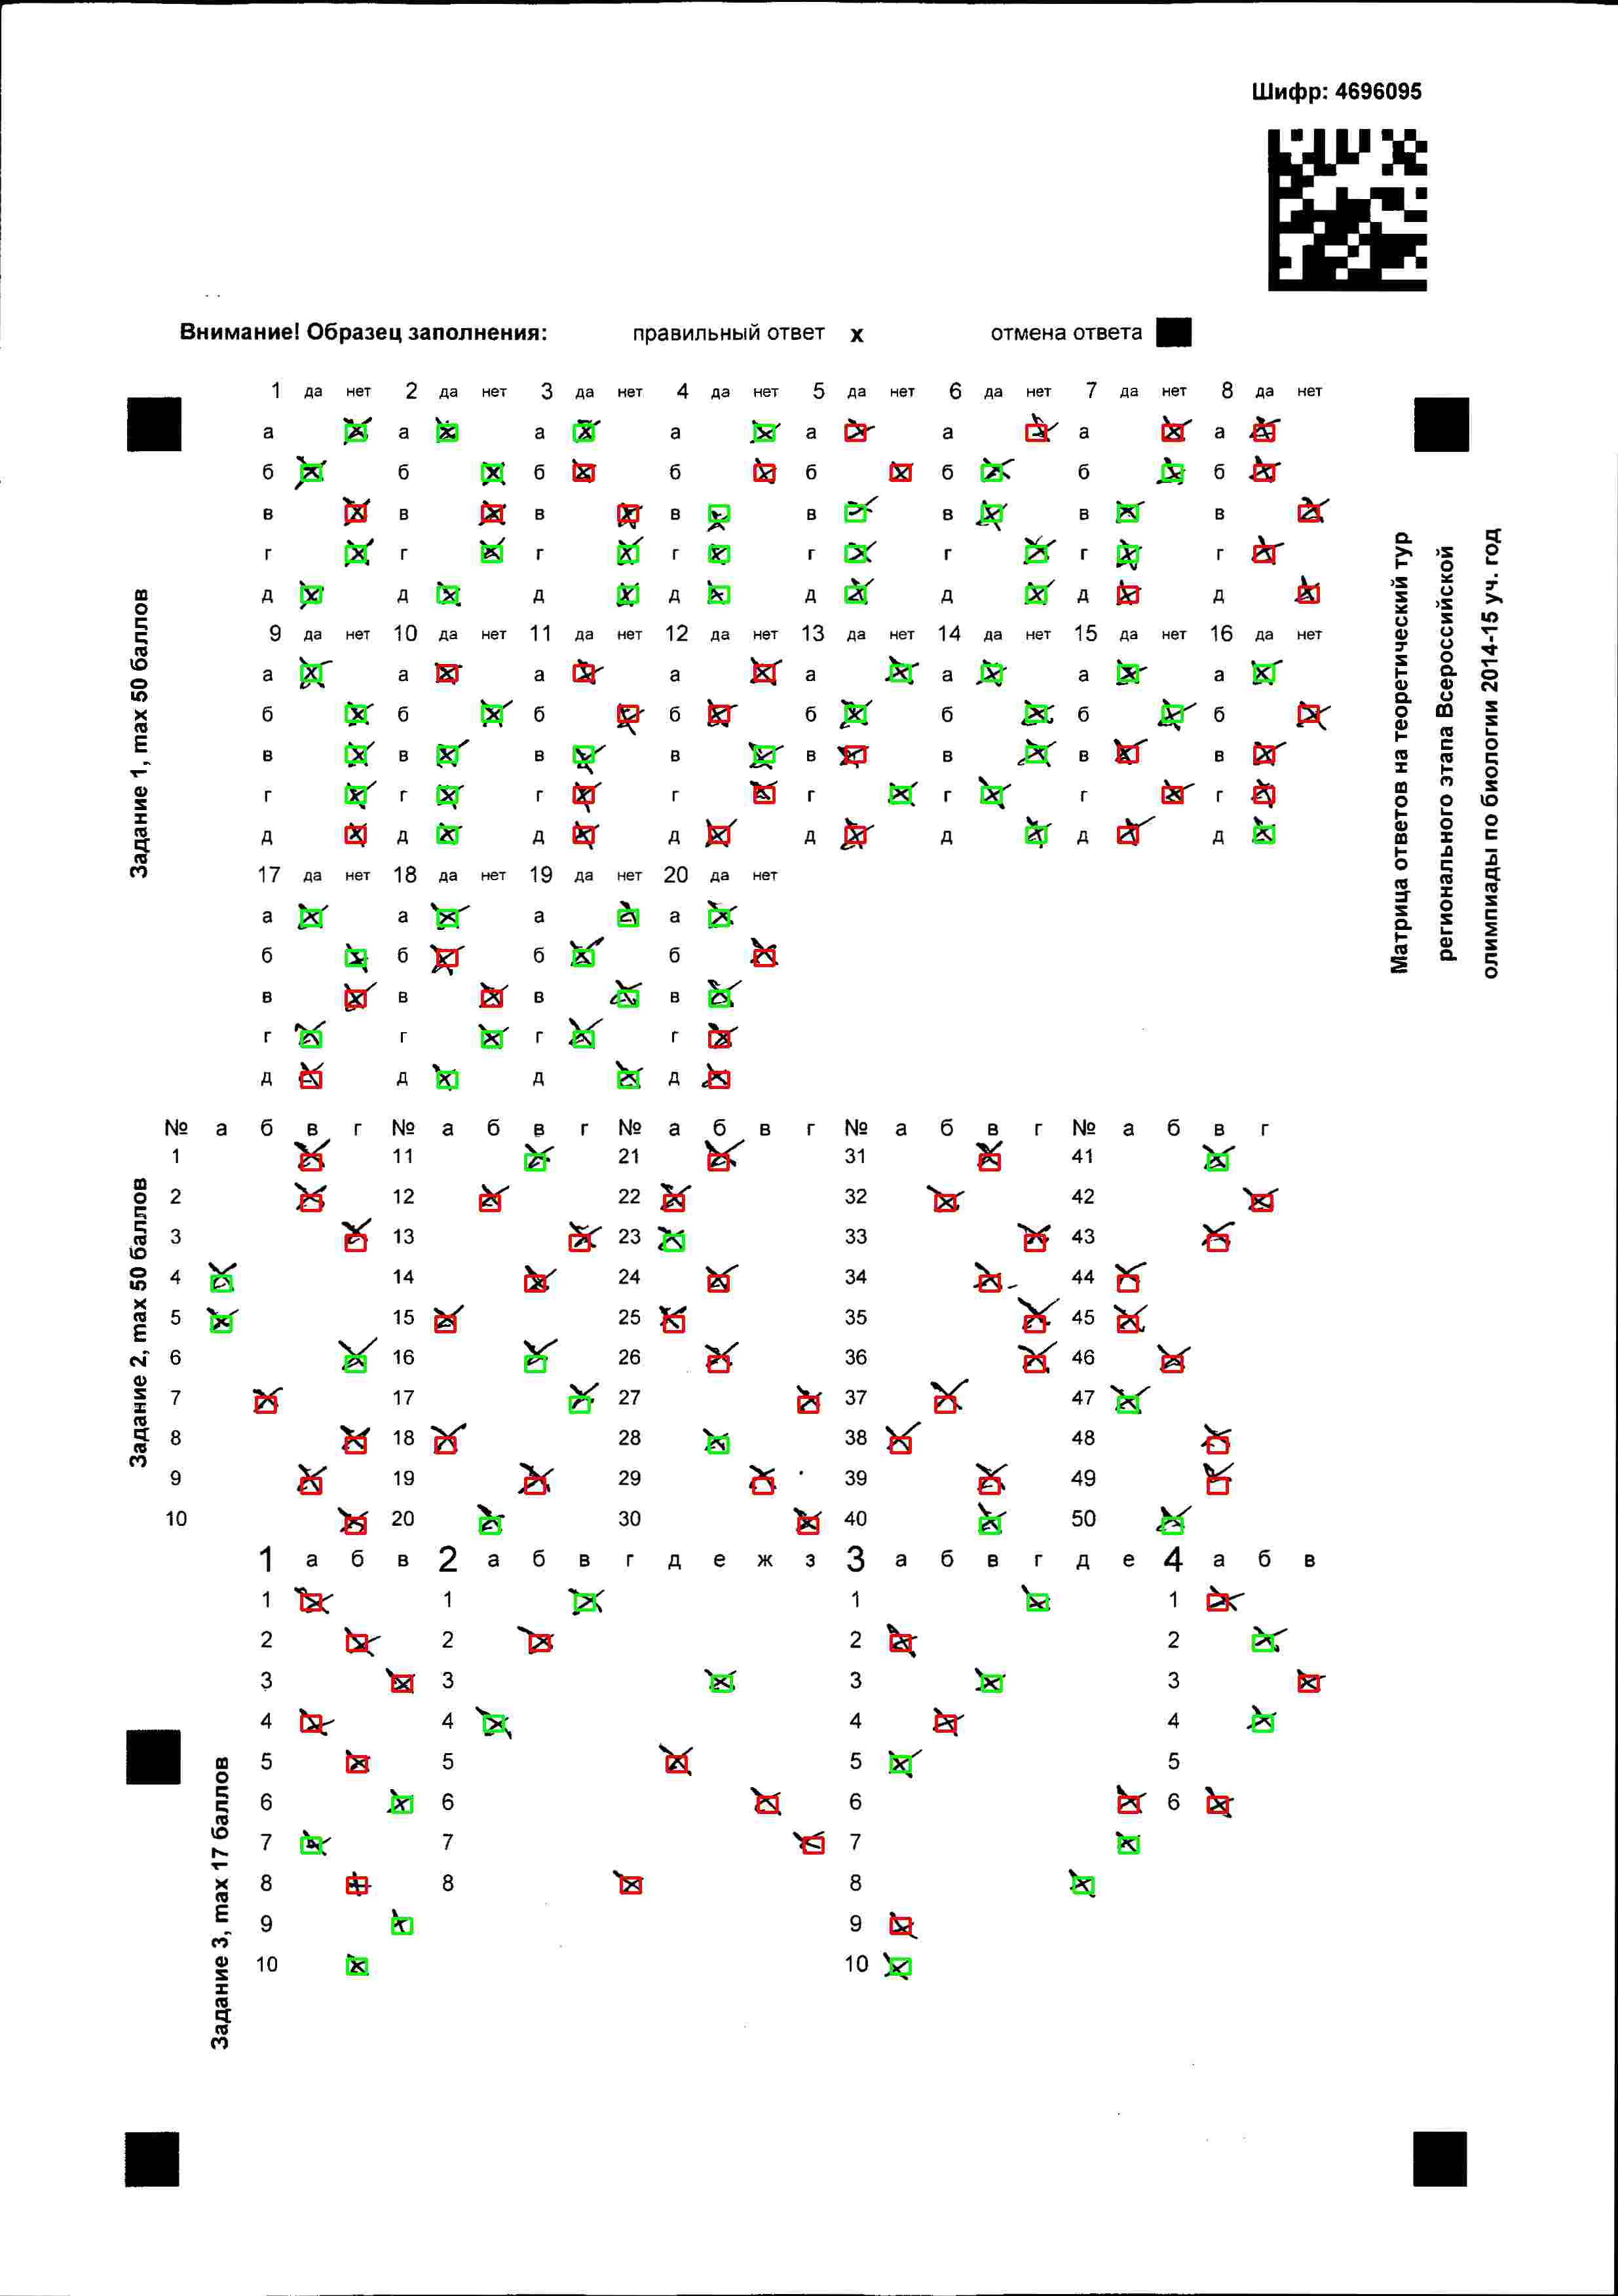 Шифр: 4696095
Внимание! Образец заполнения: правильный ответ x отмена ответа
Матрица ответов на теоретический тур
регионального этапа Всероссийской
олимпиады по биологии 2014-15 уч. год
Задание 1, max 50 баллов
1 да нет 2 да нет 3 да нет 4 да нет 5 да нет 6 да нет 7 да нет 8 да нет
а а а а а а а а
б б б б б б б б
в в в в в в в в
г г г г г г г г
д д д д д д д д
9 да нет 10 да нет 11 да нет 12 да нет 13 да нет 14 да нет 15 да нет 16 да нет
а а а а а а а а
б б б б б б б б
в в в в в в в в
г г г г г г г г
д д д д д д д д
17 да нет 18 да нет 19 да нет 20 да нет
а а а а
б б б б
в в в в
г г г г
д д д д
Задание 2, max 50 баллов
№ а б в г № а б в г № а б в г № а б в г № а б в г
1 11 21 31 41
2 12 22 32 42
3 13 23 33 43
4 14 24 34 44
5 15 25 35 45
6 16 26 36 46
7 17 27 37 47
8 18 28 38 48
9 19 29 39 49
10 20 30 40 50
Задание 3, max 17 баллов
1 а б в 2 а б в г д е ж з 3 а б в г д е 4 а б в
1 1 1 1
2 2 2 2
3 3 3 3
4 4 4 4
5 5 5 5
6 6 6 6
7 7 7
8 8 8
9 9
10 10